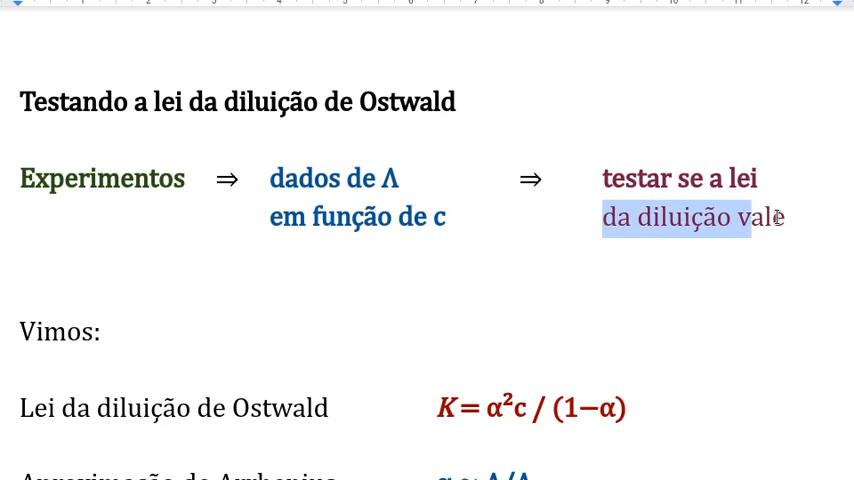 Testando a lei da diluição de Ostwald
Experimentos ⇒ dados de Λ ⇒ testar se a lei
em função de c da diluição vale
Vimos:
Lei da diluição de Ostwald K = α²c / (1−α)